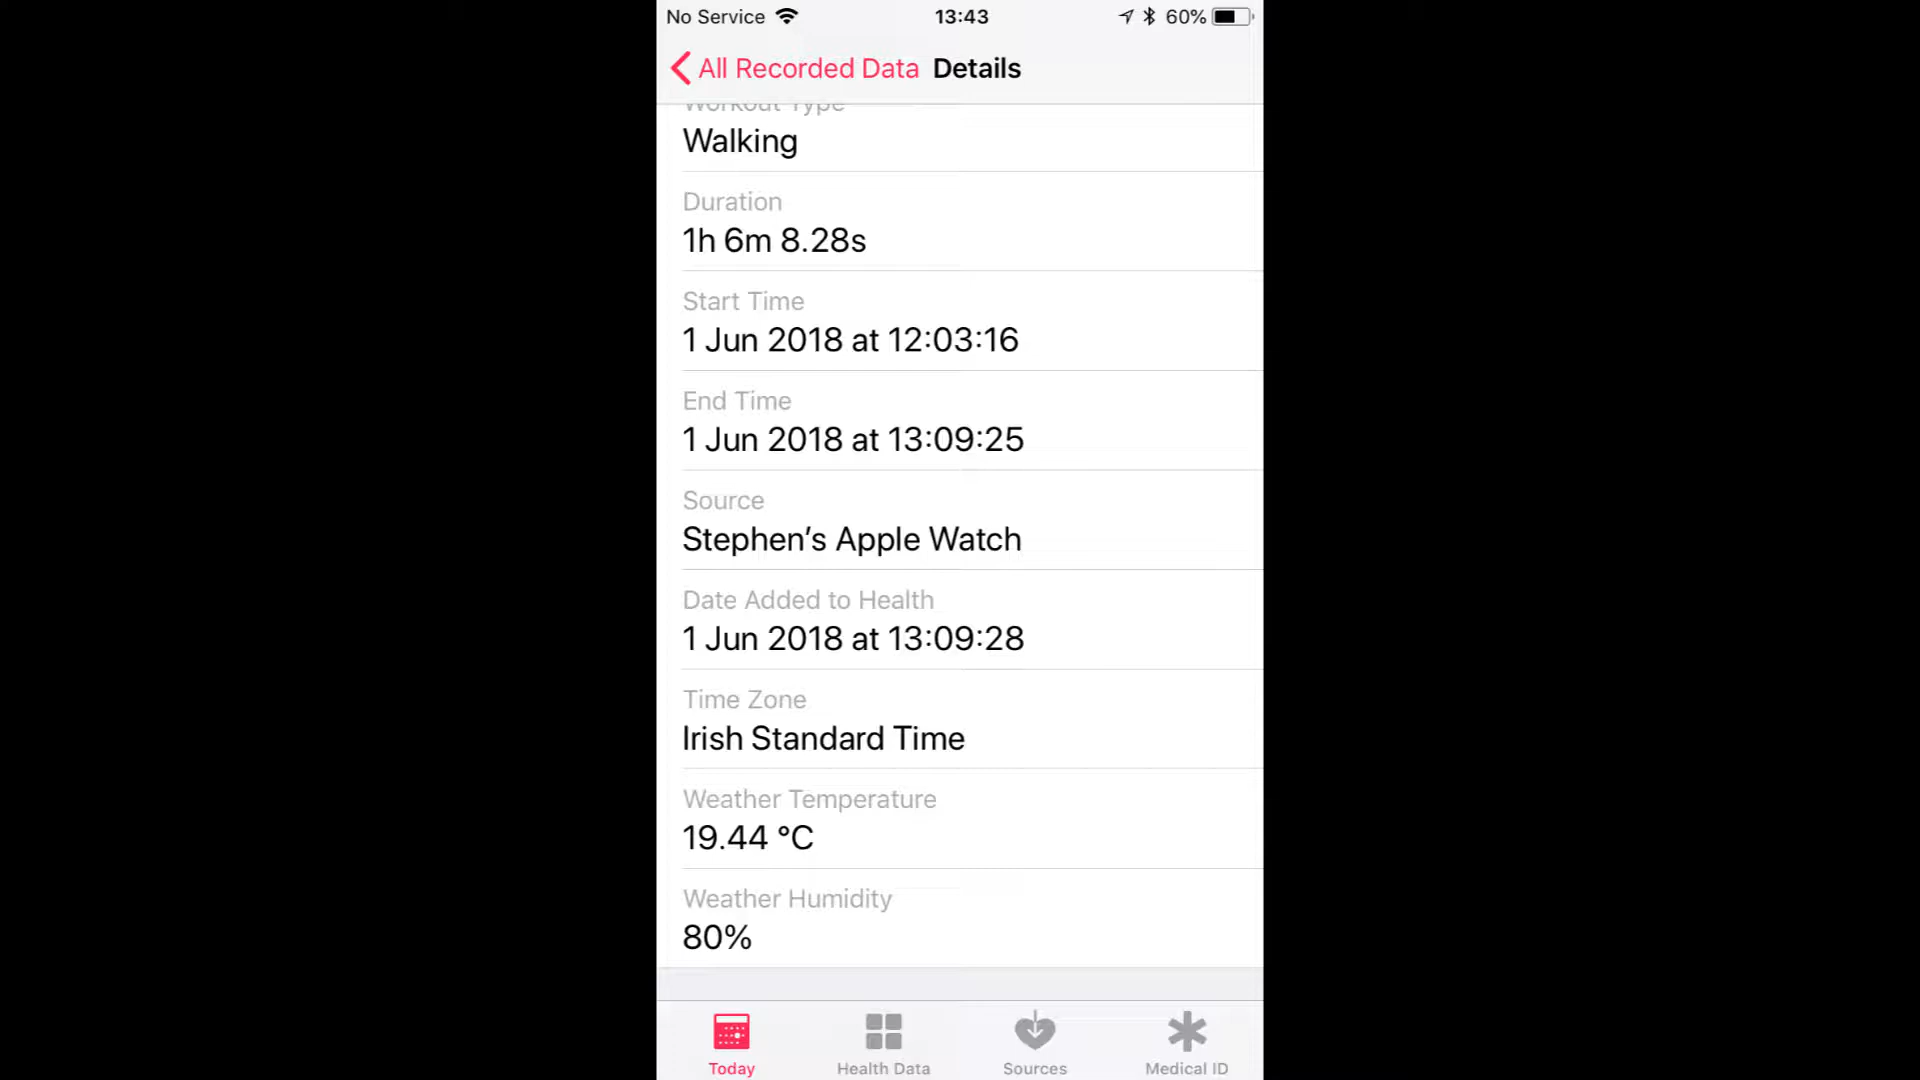 No Service 13:43 60%
All Recorded Data Details
Workout Type
Walking
Duration
1h 6m 8.28s
Start Time
1 Jun 2018 at 12:03:16
End Time
1 Jun 2018 at 13:09:25
Source
Stephen’s Apple Watch
Date Added to Health
1 Jun 2018 at 13:09:28
Time Zone
Irish Standard Time
Weather Temperature
19.44 °C
Weather Humidity
80%
Today Health Data Sources Medical ID